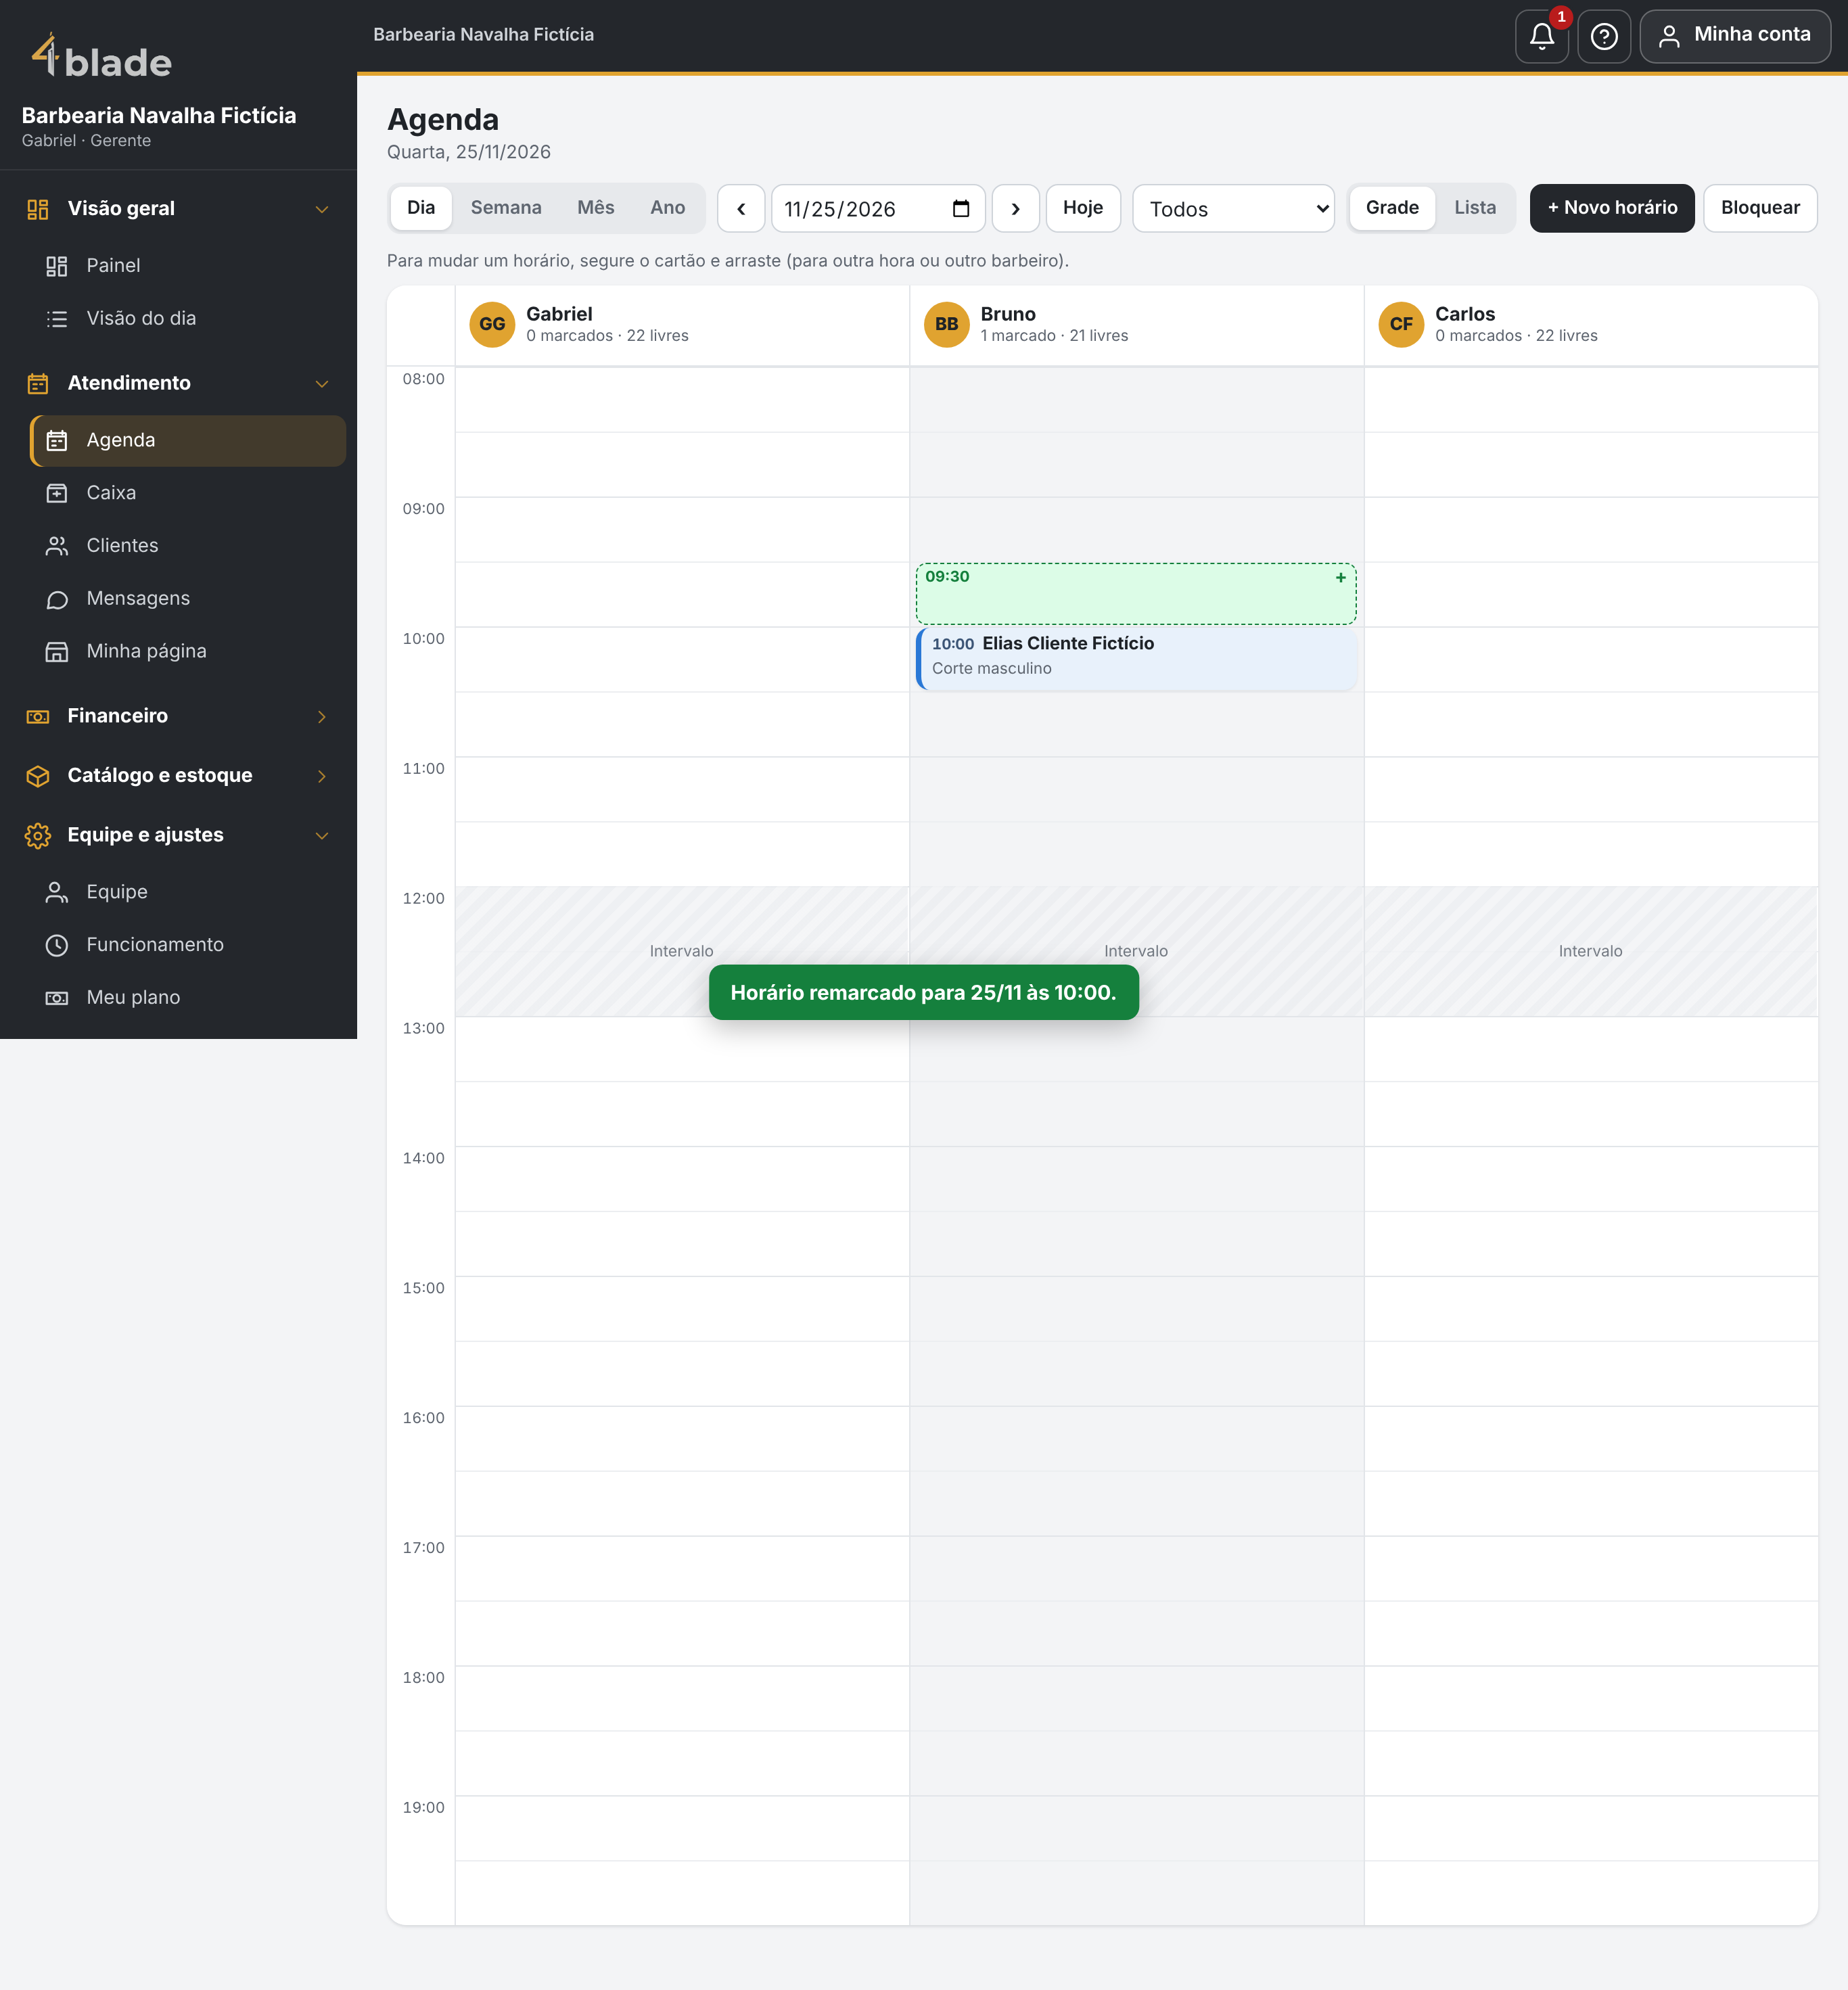 4blade
Barbearia Navalha Fictícia
Gabriel · Gerente
Visão geral
Painel
Visão do dia
Atendimento
Agenda
Caixa
Clientes
Mensagens
Minha página
Financeiro
Catálogo e estoque
Equipe e ajustes
Equipe
Funcionamento
Meu plano
Barbearia Navalha Fictícia
1
Minha conta
Agenda
Quarta, 25/11/2026
Dia Semana Mês Ano ‹ 11/25/2026 › Hoje Todos Grade Lista + Novo horário Bloquear
Para mudar um horário, segure o cartão e arraste (para outra hora ou outro barbeiro).
GG Gabriel
0 marcados · 22 livres
BB Bruno
1 marcado · 21 livres
CF Carlos
0 marcados · 22 livres
08:00
09:00
09:30 +
10:00
10:00 Elias Cliente Fictício
Corte masculino
11:00
12:00
Intervalo Intervalo Intervalo
Horário remarcado para 25/11 às 10:00.
13:00
14:00
15:00
16:00
17:00
18:00
19:00